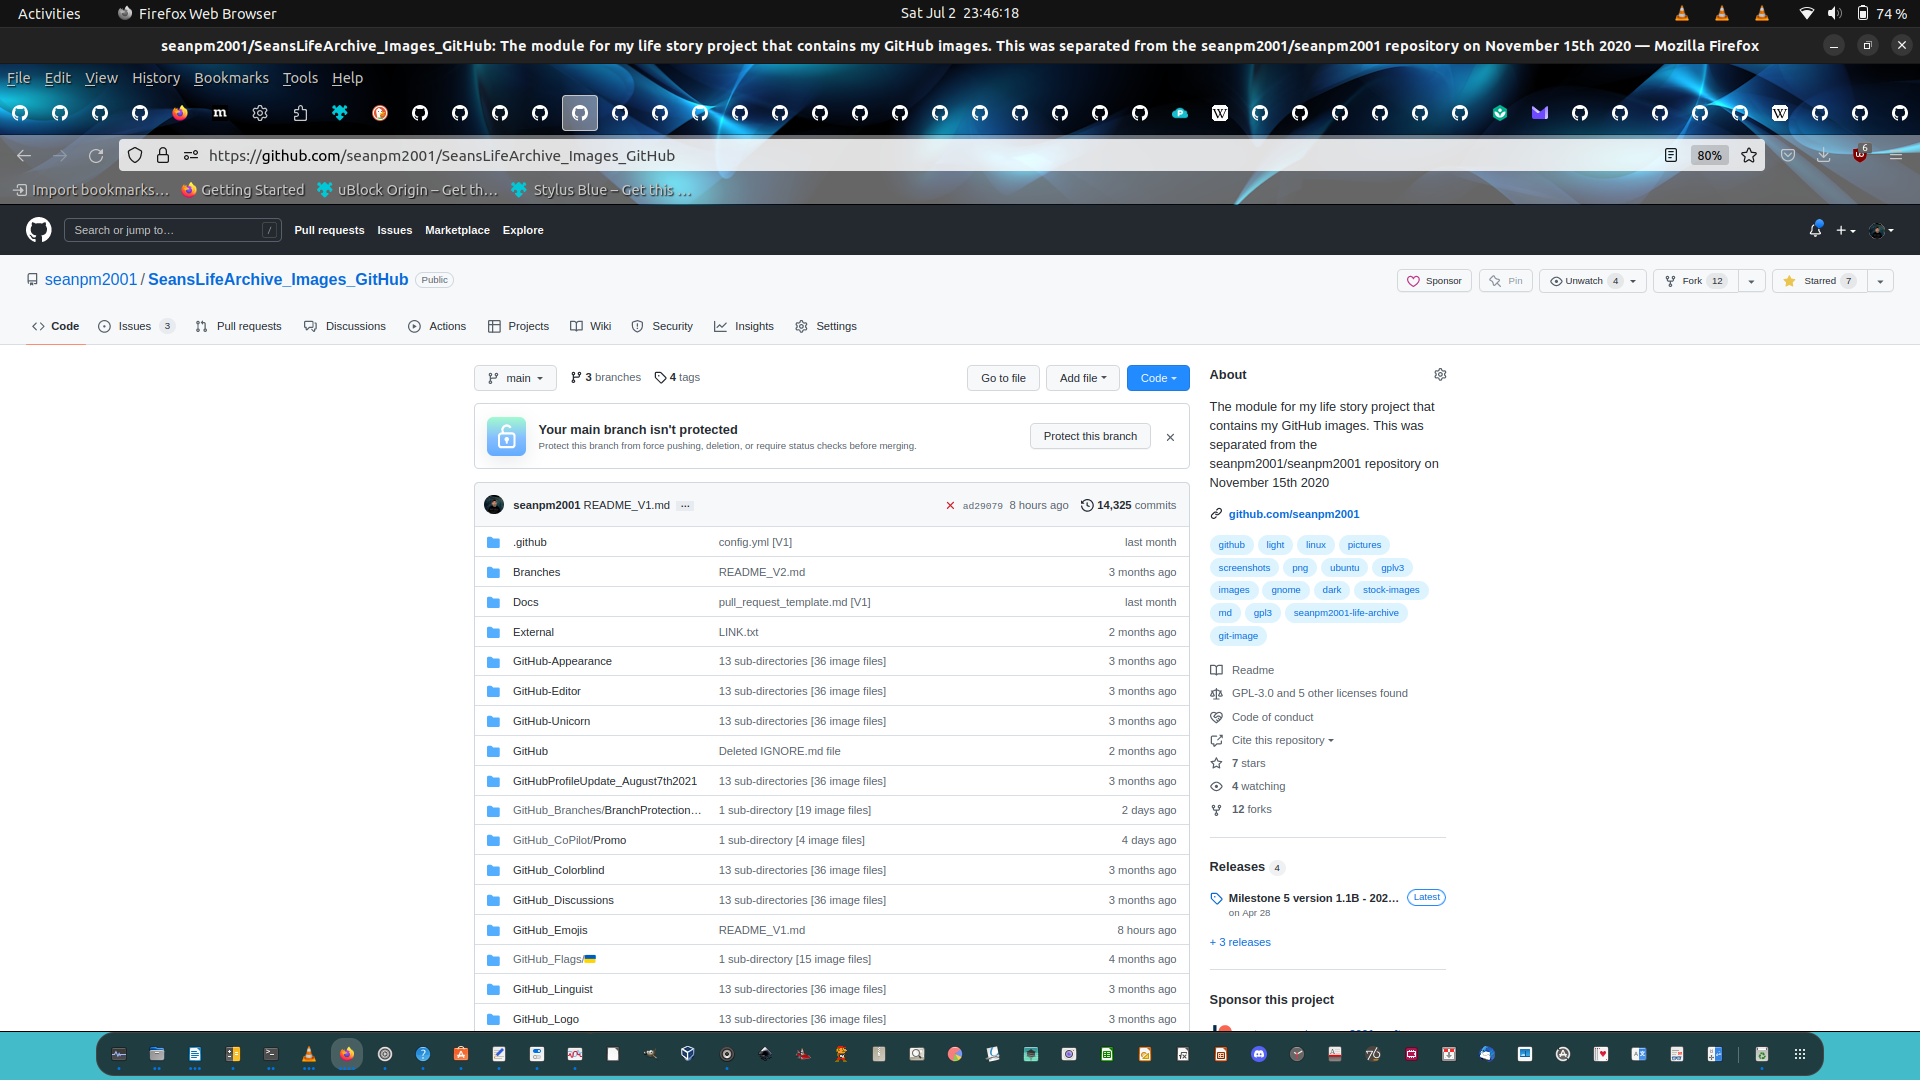 Activities
Firefox Web Browser
Sat Jul 2 23:46:18
74 %
seanpm2001/SeansLifeArchive_Images_GitHub: The module for my life story project that contains my GitHub images. This was separated from the seanpm2001/seanpm2001 repository on November 15th 2020 — Mozilla Firefox
File Edit View History Bookmarks Tools Help
https://github.com/seanpm2001/SeansLifeArchive_Images_GitHub
80%
6
Import bookmarks…
Getting Started
uBlock Origin – Get th…
Stylus Blue – Get this …
Search or jump to…
/
Pull requests Issues Marketplace Explore
seanpm2001 / SeansLifeArchive_Images_GitHub
Public
Sponsor
Pin
Unwatch 4
Fork 12
Starred 7
Code
Issues 3
Pull requests
Discussions
Actions
Projects
Wiki
Security
Insights
Settings
main
3 branches
4 tags
Go to file
Add file
Code
Your main branch isn't protected
Protect this branch from force pushing, deletion, or require status checks before merging.
Protect this branch
seanpm2001 README_V1.md …
ad29079 8 hours ago
14,325 commits
.github config.yml [V1] last month
Branches README_V2.md 3 months ago
Docs pull_request_template.md [V1] last month
External LINK.txt 2 months ago
GitHub-Appearance 13 sub-directories [36 image files] 3 months ago
GitHub-Editor 13 sub-directories [36 image files] 3 months ago
GitHub-Unicorn 13 sub-directories [36 image files] 3 months ago
GitHub Deleted IGNORE.md file 2 months ago
GitHubProfileUpdate_August7th2021 13 sub-directories [36 image files] 3 months ago
GitHub_Branches/BranchProtection… 1 sub-directory [19 image files] 2 days ago
GitHub_CoPilot/Promo 1 sub-directory [4 image files] 4 days ago
GitHub_Colorblind 13 sub-directories [36 image files] 3 months ago
GitHub_Discussions 13 sub-directories [36 image files] 3 months ago
GitHub_Emojis README_V1.md 8 hours ago
GitHub_Flags/🇺🇦 1 sub-directory [15 image files] 4 months ago
GitHub_Linguist 13 sub-directories [36 image files] 3 months ago
GitHub_Logo 13 sub-directories [36 image files] 3 months ago
About
The module for my life story project that
contains my GitHub images. This was
separated from the
seanpm2001/seanpm2001 repository on
November 15th 2020
github.com/seanpm2001
github light linux pictures
screenshots png ubuntu gplv3
images gnome dark stock-images
md gpl3 seanpm2001-life-archive
git-image
Readme
GPL-3.0 and 5 other licenses found
Code of conduct
Cite this repository
7 stars
4 watching
12 forks
Releases 4
Milestone 5 version 1.1B - 202… Latest
on Apr 28
+ 3 releases
Sponsor this project